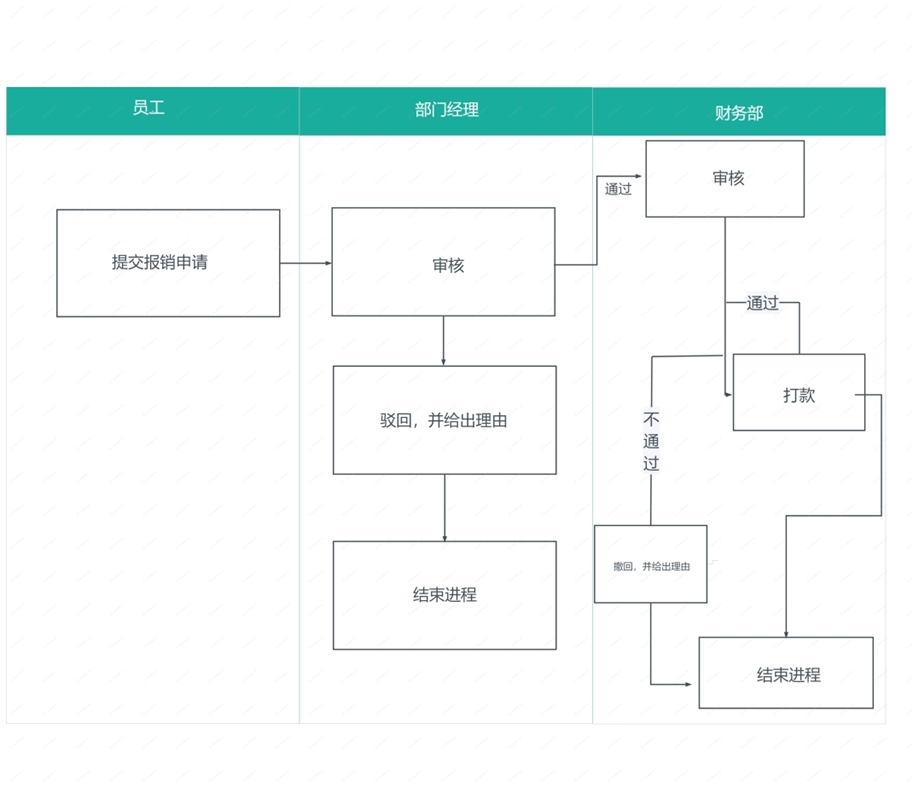 员工
部门经理
财务部
提交报销申请
审核
通过
审核
驳回，并给出理由
结束进程
通过
打款
不
通
过
撤回，并给出理由
结束进程